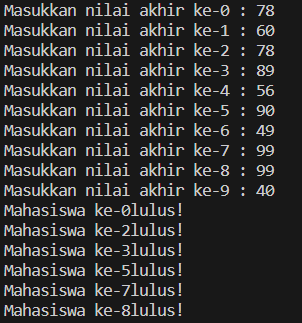 Masukkan nilai akhir ke-0 : 78
Masukkan nilai akhir ke-1 : 60
Masukkan nilai akhir ke-2 : 78
Masukkan nilai akhir ke-3 : 89
Masukkan nilai akhir ke-4 : 56
Masukkan nilai akhir ke-5 : 90
Masukkan nilai akhir ke-6 : 49
Masukkan nilai akhir ke-7 : 99
Masukkan nilai akhir ke-8 : 99
Masukkan nilai akhir ke-9 : 40
Mahasiswa ke-0lulus!
Mahasiswa ke-2lulus!
Mahasiswa ke-3lulus!
Mahasiswa ke-5lulus!
Mahasiswa ke-7lulus!
Mahasiswa ke-8lulus!